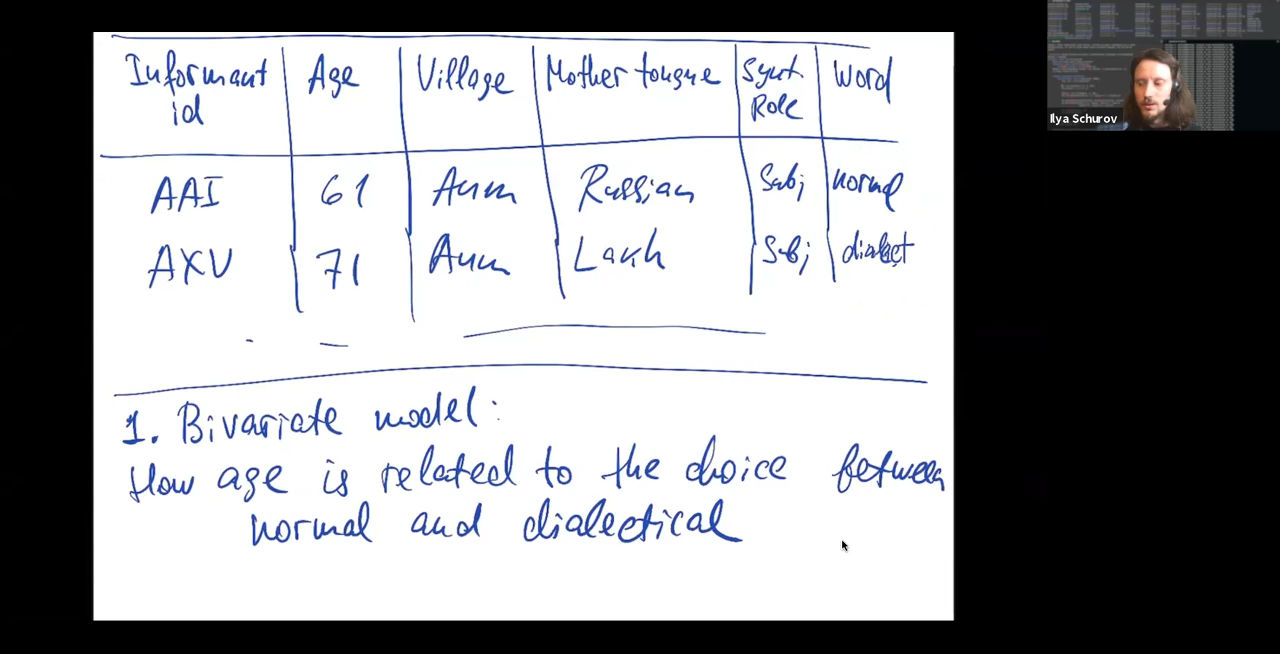 Informant id | Age | Village | Mother tongue | Synt. Role | Word
AAI | 61 | | Russian | Subj | normal
AXV | 71 | | Lakh | Subj | dialect
1. Bivariate model:
How age is related to the choice between
normal and dialectical
Ilya Schurov